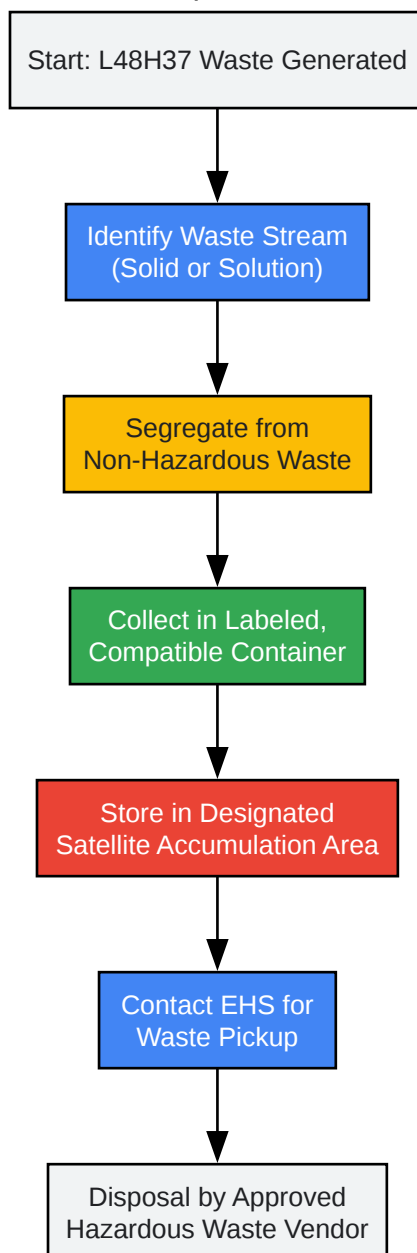 Start: L48H37 Waste Generated
Identify Waste Stream
(Solid or Solution)
Segregate from
Non-Hazardous Waste
Collect in Labeled,
Compatible Container
Store in Designated
Satellite Accumulation Area
Contact EHS for
Waste Pickup
Disposal by Approved
Hazardous Waste Vendor